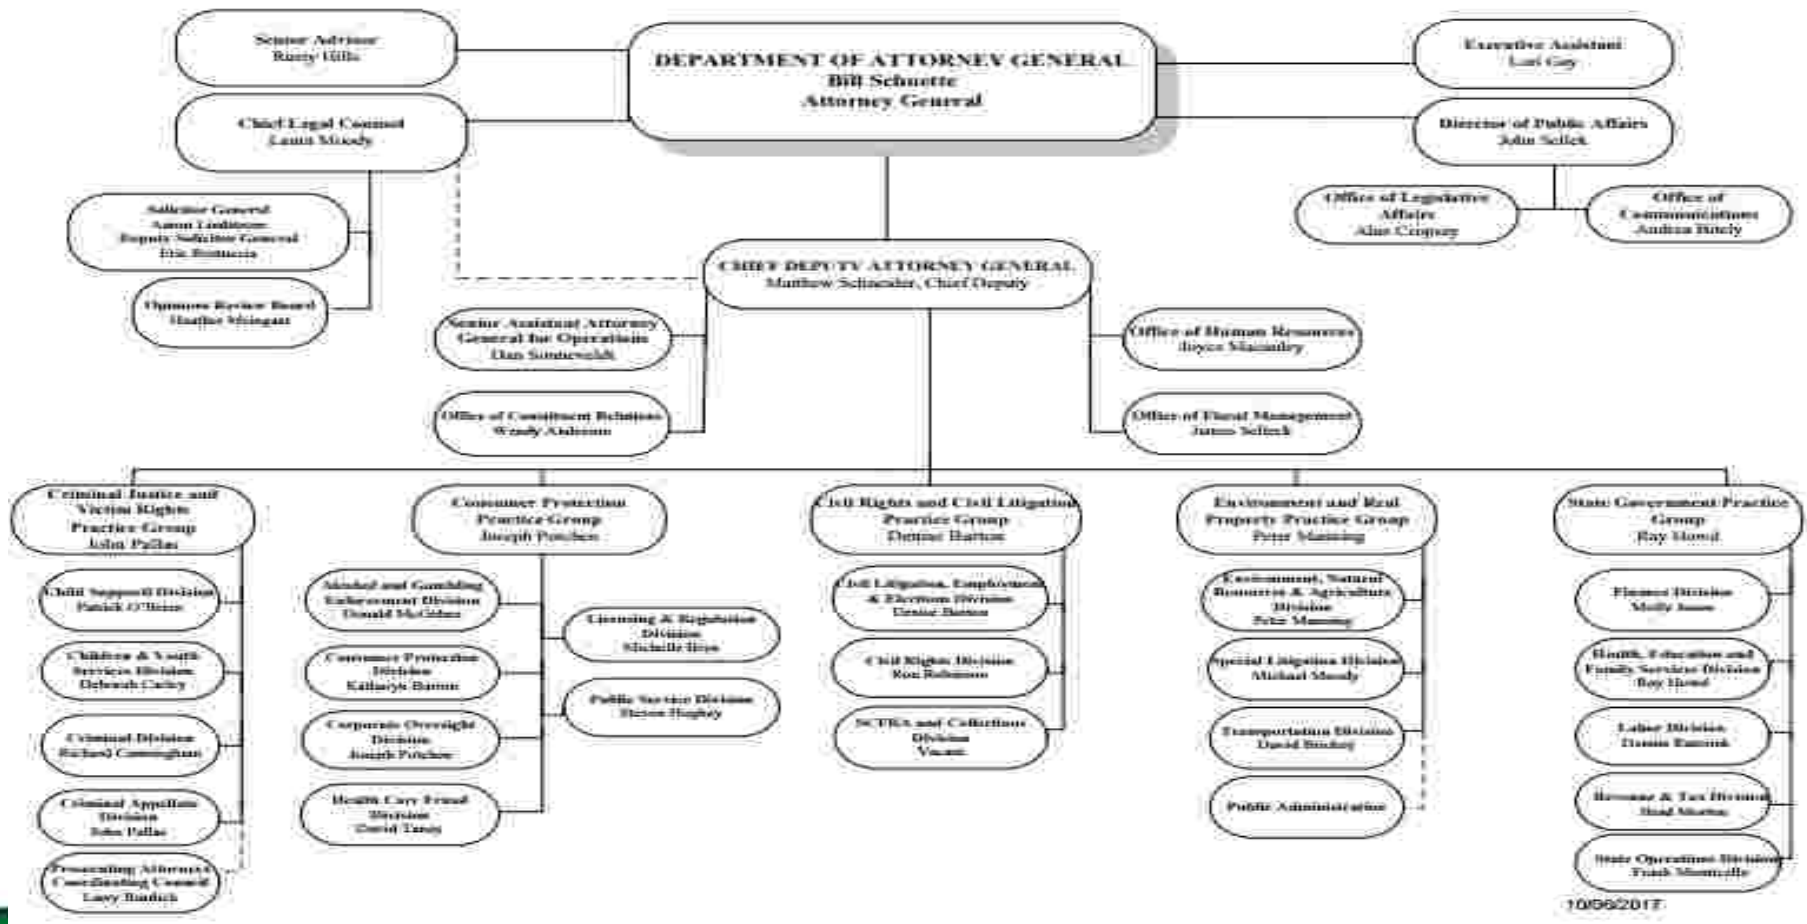 Senior Advisor
Rusty Hills
DEPARTMENT OF ATTORNEY GENERAL
Bill Schuette
Attorney General
Executive Assistant
Lori Gay
Chief Legal Counsel
Laura Moody
Director of Public Affairs
John Sellek
Solicitor General
Aaron Lindstrom
Deputy Solicitor General
Eric Restuccia
Office of Legislative
Affairs
Alan Cropsey
Office of
Communications
Andrea Bitely
Opinions Review Board
Heather Meingast
CHIEF DEPUTY ATTORNEY GENERAL
Matthew Schneider, Chief Deputy
Senior Assistant Attorney
General for Operations
Dan Sonneveldt
Office of Human Resources
Joyce
Office of Constituent Relations
Wendy Anderson
Office of Fiscal Management
James Selleck
Criminal Justice and
Victim Rights
Practice Group
John Pallas
Consumer Protection
Practice Group
Joseph Potchen
Civil Rights and Civil Litigation
Practice Group
Denise Barton
Environment and Real
Property Practice Group
Peter Manning
State Government Practice
Group
Ray Howd
Child Support Division
Patrick O'Brien
Children & Youth
Services Division
Deborah Carley
Criminal Division
Richard Cunningham
Criminal Appellate
Division
John Pallas
Prosecuting Attorneys
Coordinating Council
Larry
Alcohol and Gambling
Enforcement Division
Donald McGehee
Consumer Protection
Division
Katharyn Barron
Corporate Oversight
Division
Joseph Potchen
Health Care Fraud
Division
David Tanay
Licensing & Regulation
Division
Michelle
Public Service Division
Steven Hughey
Civil Litigation, Employment
& Elections Division
Denise Barton
Civil Rights Division
Ron Robinson
and Collections
Division
Vacant
Environment, Natural
Resources & Agriculture
Division
Peter Manning
Special Litigation Division
Michael Moody
Transportation Division
David Brickey
Public Administration
Finance Division
Molly Jason
Health, Education and
Family Services Division
Ray Howd
Labor Division
Dennis
Revenue & Tax Division
State Operations Division
Frank Monticello
10/06/2017